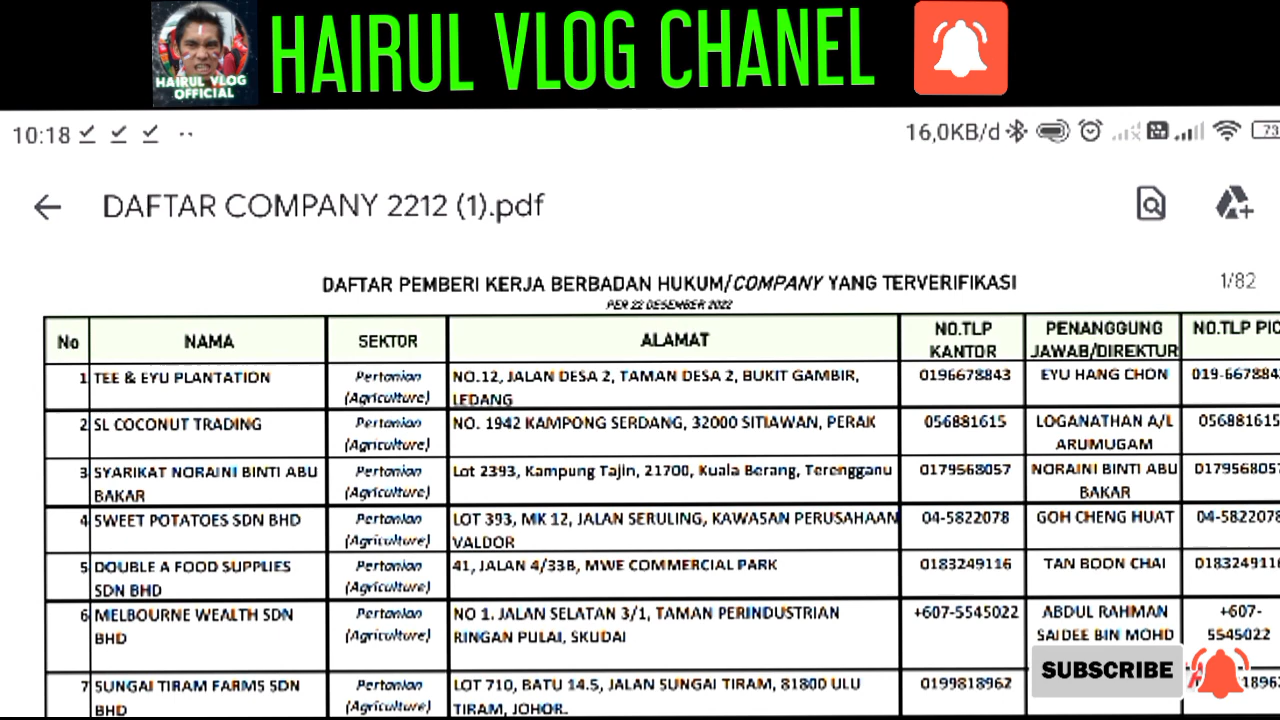 HAIRUL VLOG OFFICIAL
HAIRUL VLOG CHANEL
10:18
16,0KB/d
73
DAFTAR COMPANY 2212 (1).pdf
DAFTAR PEMBERI KERJA BERBADAN HUKUM/COMPANY YANG TERVERIFIKASI
1/82
PER 22 DESEMBER 2022
No NAMA SEKTOR ALAMAT NO.TLP KANTOR PENANGGUNG JAWAB/DIREKTUR NO.TLP PIC
1 TEE & EYU PLANTATION Pertanian (Agriculture) NO.12, JALAN DESA 2, TAMAN DESA 2, BUKIT GAMBIR, LEDANG 0196678843 EYU HANG CHON 019-667884
2 SL COCONUT TRADING Pertanian (Agriculture) NO. 1942 KAMPONG SERDANG, 32000 SITIAWAN, PERAK 056881615 LOGANATHAN A/L ARUMUGAM 056881615
3 SYARIKAT NORAINI BINTI ABU BAKAR Pertanian (Agriculture) Lot 2393, Kampung Tajin, 21700, Kuala Berang, Terengganu 0179568057 NORAINI BINTI ABU BAKAR 017956805
4 SWEET POTATOES SDN BHD Pertanian (Agriculture) LOT 393, MK 12, JALAN SERULING, KAWASAN PERUSAHAAN VALDOR 04-5822078 GOH CHENG HUAT 04-5822078
5 DOUBLE A FOOD SUPPLIES SDN BHD Pertanian (Agriculture) 41, JALAN 4/33B, MWE COMMERCIAL PARK 0183249116 TAN BOON CHAI 018324911
6 MELBOURNE WEALTH SDN BHD Pertanian (Agriculture) NO 1. JALAN SELATAN 3/1, TAMAN PERINDUSTRIAN RINGAN PULAI, SKUDAI +607-5545022 ABDUL RAHMAN SAIDEE BIN MOHD +607-5545022
7 SUNGAI TIRAM FARMS SDN BHD Pertanian (Agriculture) LOT 710, BATU 14.5, JALAN SUNGAI TIRAM, 81800 ULU TIRAM, JOHOR. 0199818962
SUBSCRIBE